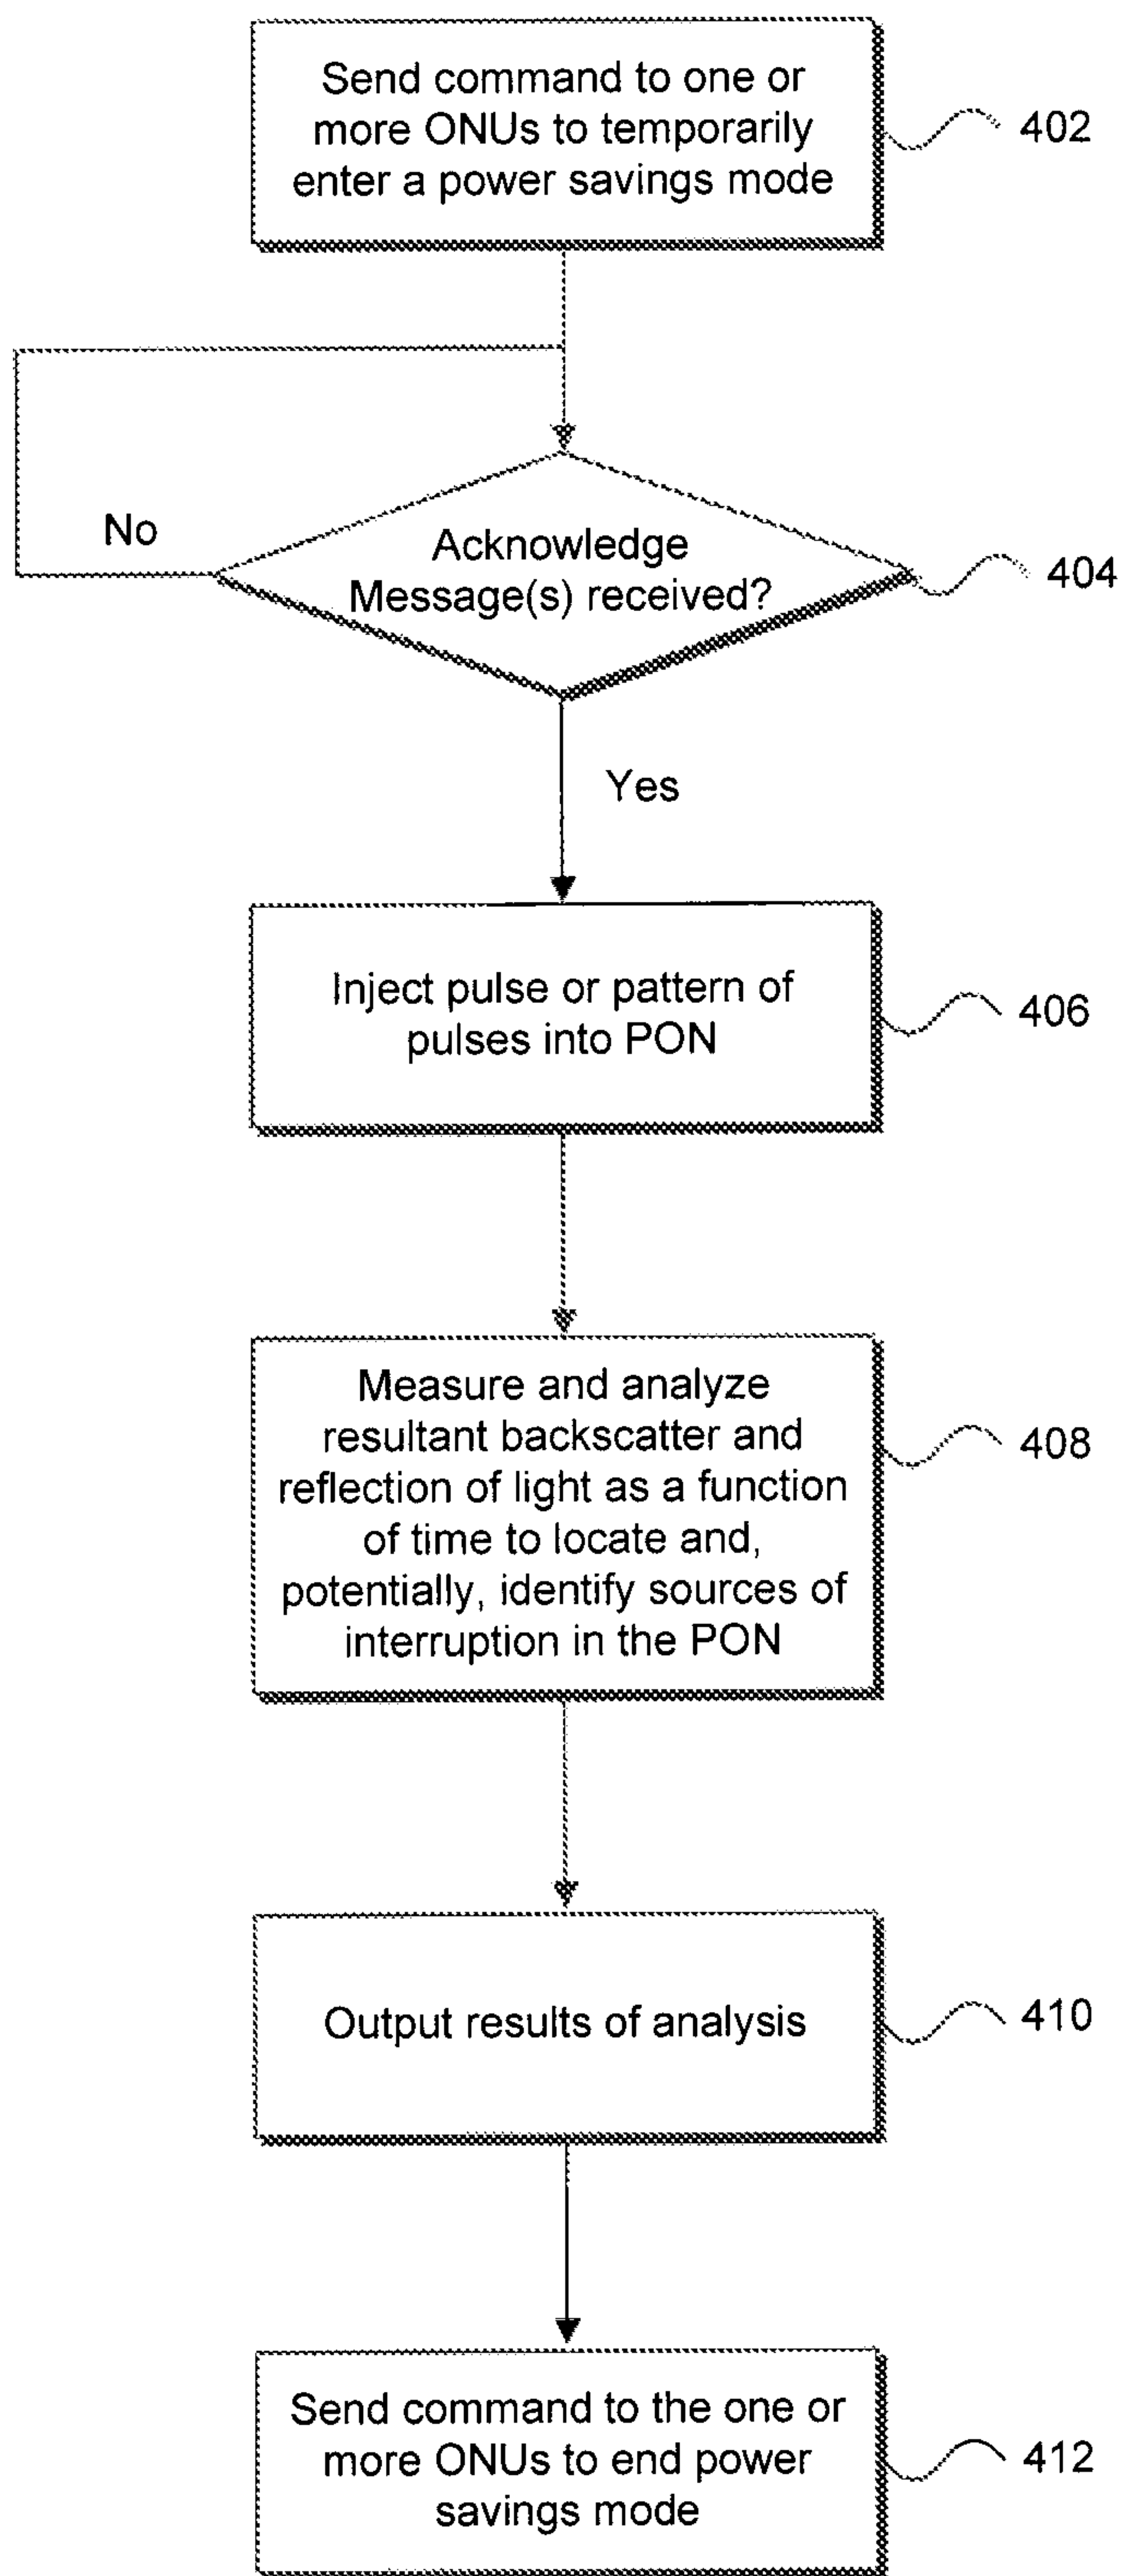 Send command to one or
more ONUs to temporarily
enter a power savings mode
402
No
Acknowledge
Message(s) received?
404
Yes
Inject pulse or pattern of
pulses into PON
406
Measure and analyze
resultant backscatter and
reflection of light as a function
of time to locate and,
potentially, identify sources of
interruption in the PON
408
Output results of analysis
410
Send command to the one or
more ONUs to end power
savings mode
412